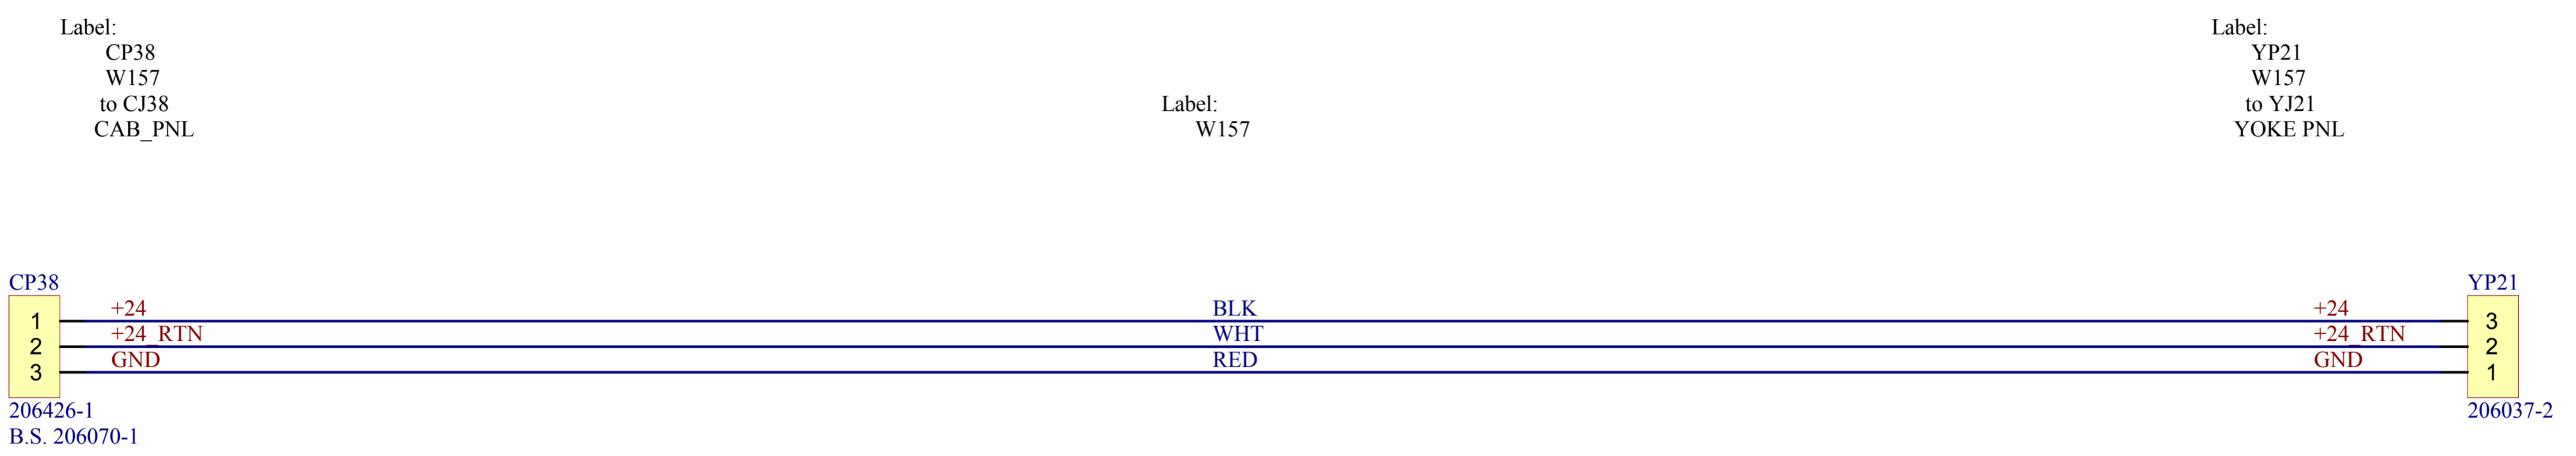 Label:
CP38
W157
to CJ38
CAB_PNL
Label:
W157
Label:
YP21
W157
to YJ21
YOKE PNL
CP38
YP21
+24 BLK +24
1 3
+24_RTN WHT +24_RTN
2 2
GND RED GND
3 1
206426-1
B.S. 206070-1
206037-2